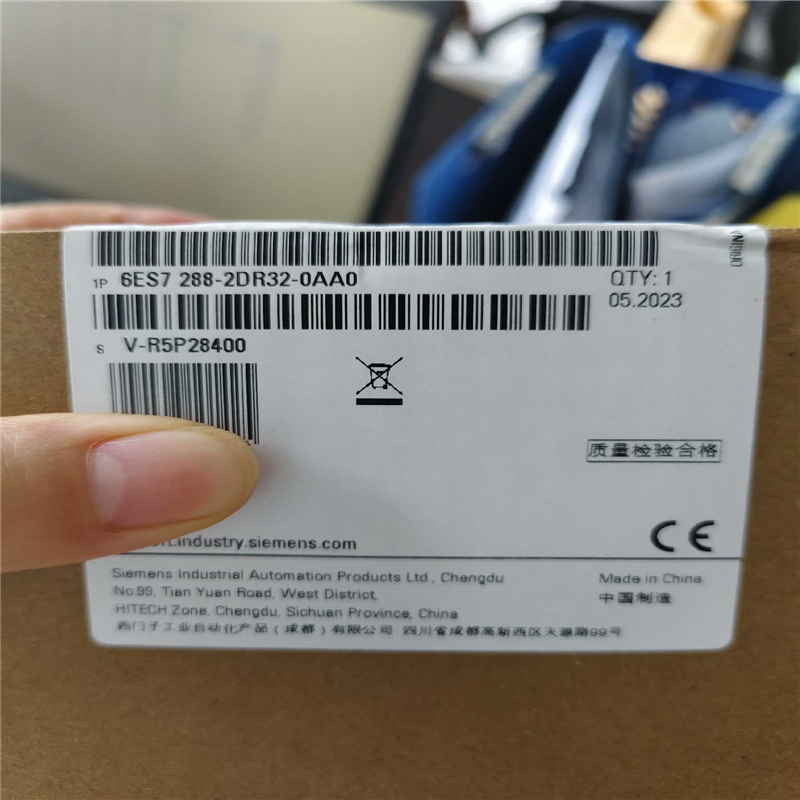 1P 6ES7 288-2DR32-0AA0
QTY: 1
05.2023
S V-R5P28400
质量检验合格
.industry.siemens.com
CE
Siemens Industrial Automation Products Ltd., Chengdu
No.99, Tian Yuan Road, West District,
HITECH Zone, Chengdu, Sichuan Province, China
西门子工业自动化产品(成都)有限公司 四川省成都高新西区天源路99号
Made in China
中国制造